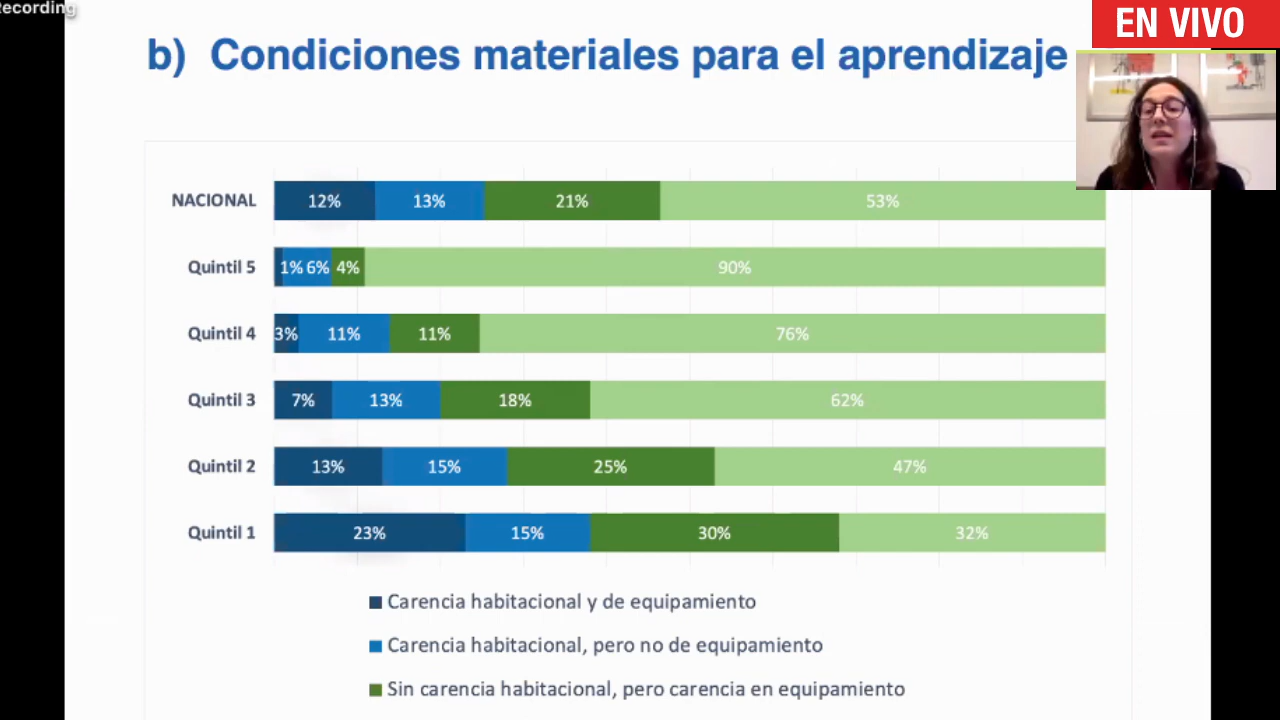 Recording
EN VIVO
b) Condiciones materiales para el aprendizaje
NACIONAL 12% 13% 21% 53%
Quintil 5 1% 6% 4% 90%
Quintil 4 3% 11% 11% 76%
Quintil 3 7% 13% 18% 62%
Quintil 2 13% 15% 25% 47%
Quintil 1 23% 15% 30% 32%
Carencia habitacional y de equipamiento
Carencia habitacional, pero no de equipamiento
Sin carencia habitacional, pero carencia en equipamiento